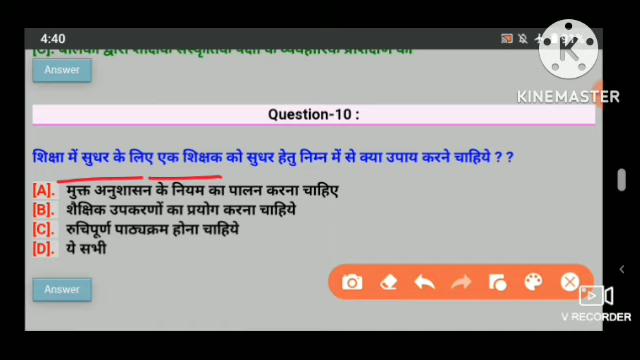 4:40
Answer
Question-10 :
KINEMASTER
शिक्षा में सुधर के लिए एक शिक्षक को सुधर हेतु निम्न में से क्या उपाय करने चाहिये ? ?
[A]. मुक्त अनुशासन के नियम का पालन करना चाहिए
[B]. शैक्षिक उपकरणों का प्रयोग करना चाहिये
[C]. रुचिपूर्ण पाठ्यक्रम होना चाहिये
[D]. ये सभी
Answer
V RECORDER